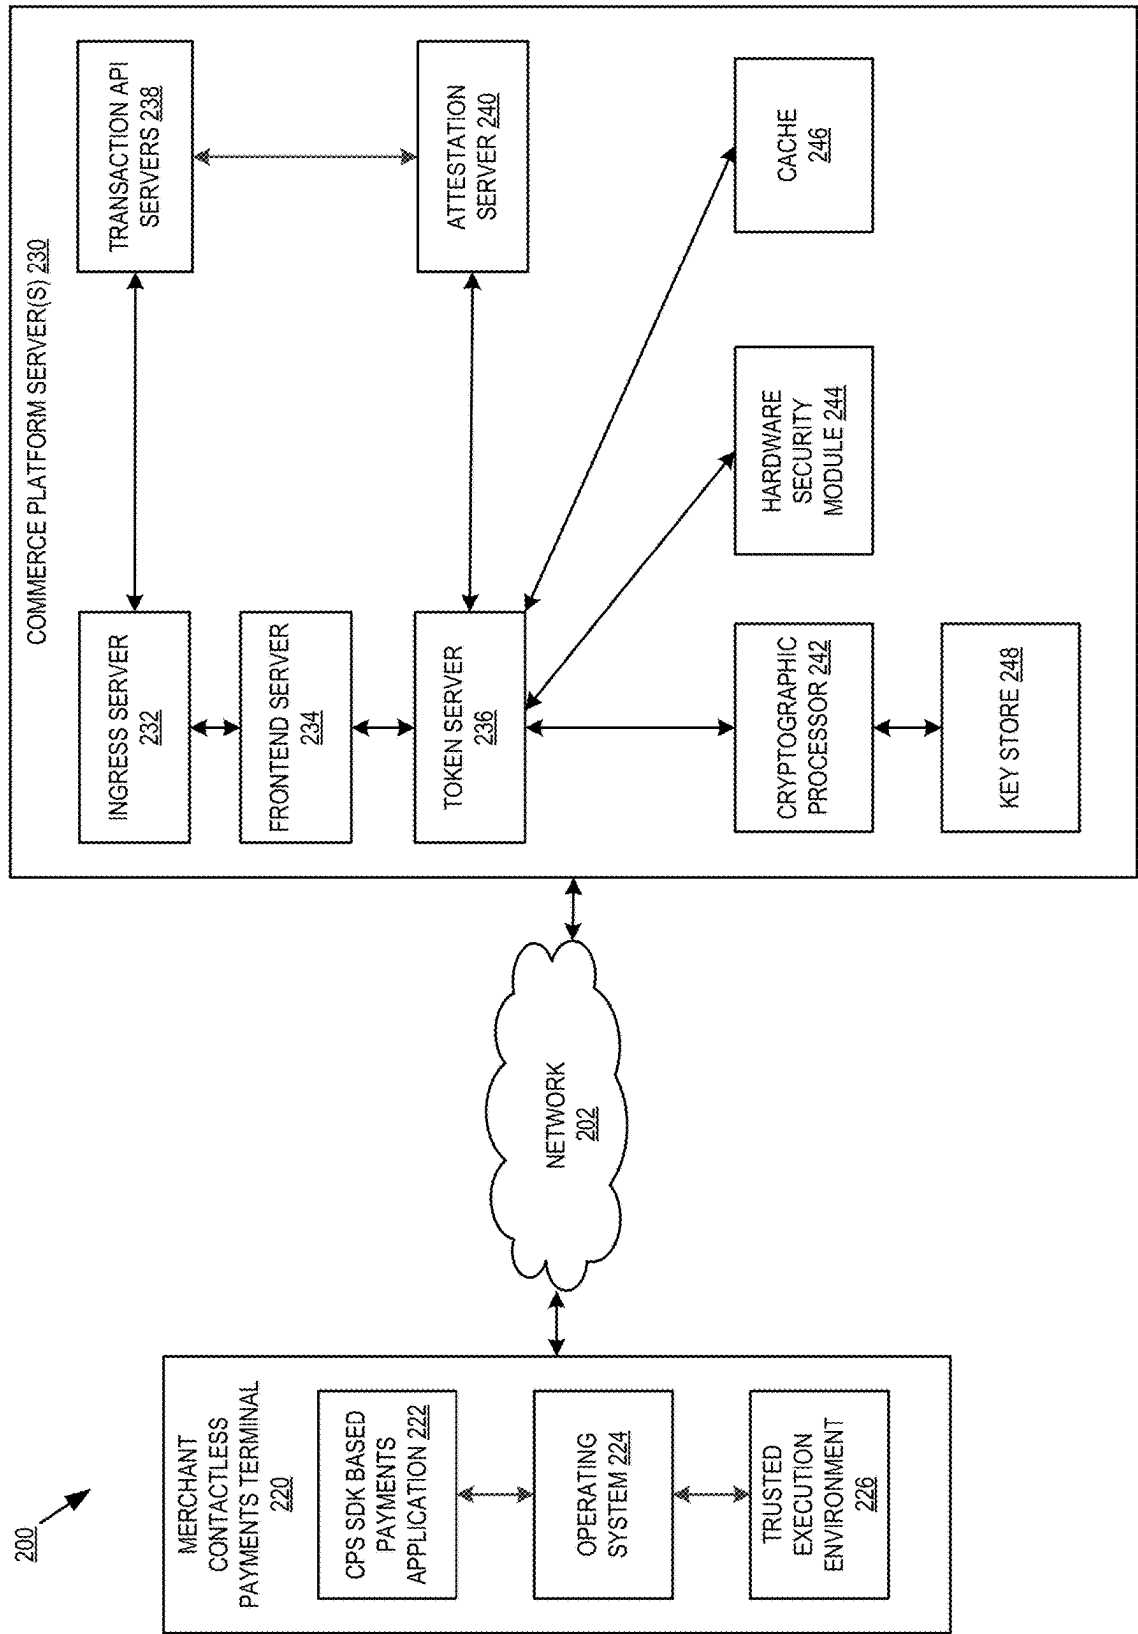 200
MERCHANT
CONTACTLESS
PAYMENTS TERMINAL
220
CPS SDK BASED
PAYMENTS
APPLICATION 222
OPERATING
SYSTEM 224
TRUSTED
EXECUTION
ENVIRONMENT
226
NETWORK
202
COMMERCE PLATFORM SERVER(S) 230
INGRESS SERVER
232
FRONTEND SERVER
234
TOKEN SERVER
236
TRANSACTION API
SERVERS 238
ATTESTATION
SERVER 240
CRYPTOGRAPHIC
PROCESSOR 242
HARDWARE
SECURITY
MODULE 244
CACHE
246
KEY STORE 248